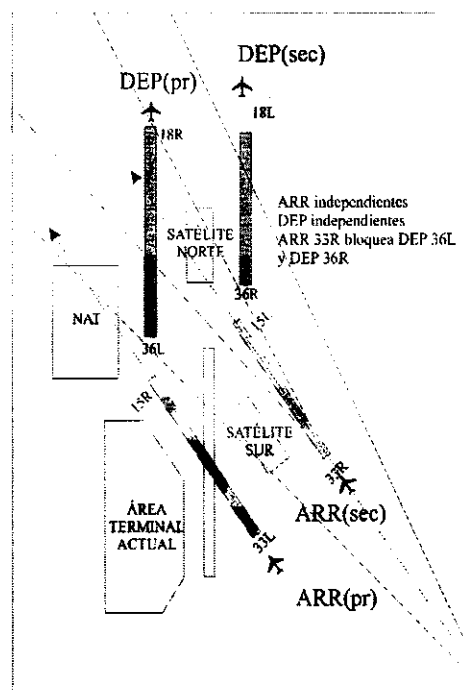 DEP(sec)
DEP(pr)
18L
18R
ARR independientes
DEP independientes
ARR 33R bloquea DEP 36L
y DEP 36R
SATÉLITE
NORTE
NAT
36R
15L
36L
15R
SATÉLITE
SUR
33R
ÁREA
TERMINAL
ACTUAL
ARR(sec)
33L
ARR(pr)